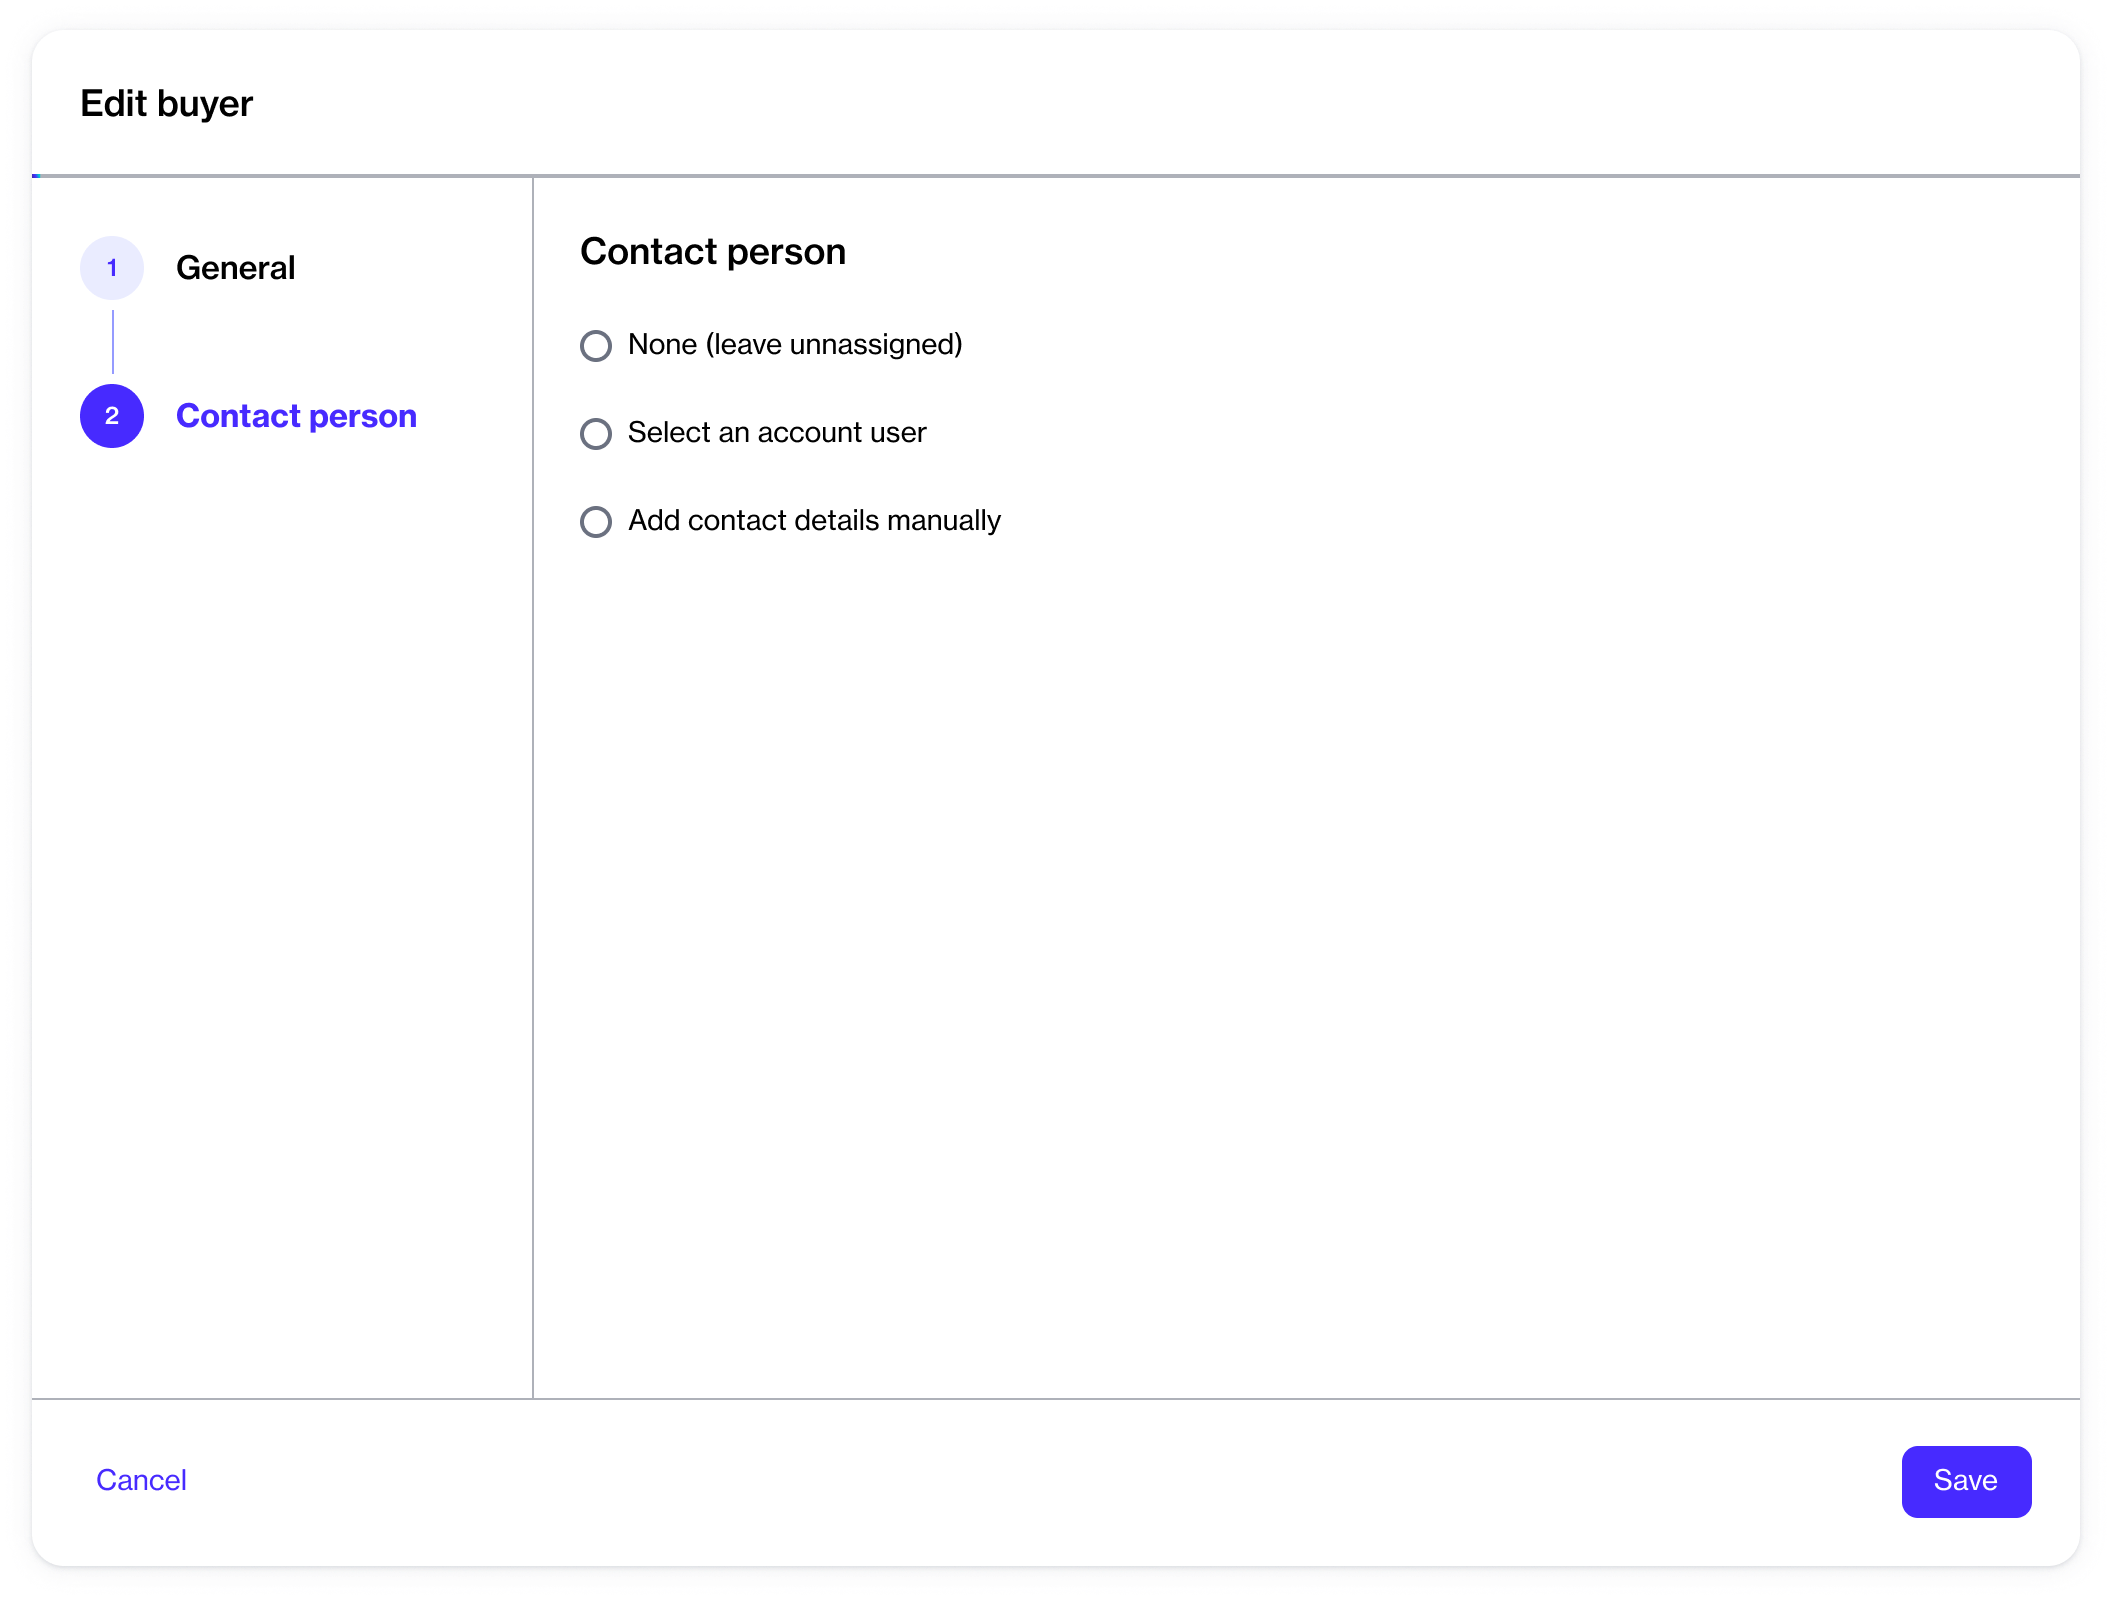 Edit buyer
1 General
2 Contact person
Contact person
None (leave unnassigned)
Select an account user
Add contact details manually
Cancel
Save